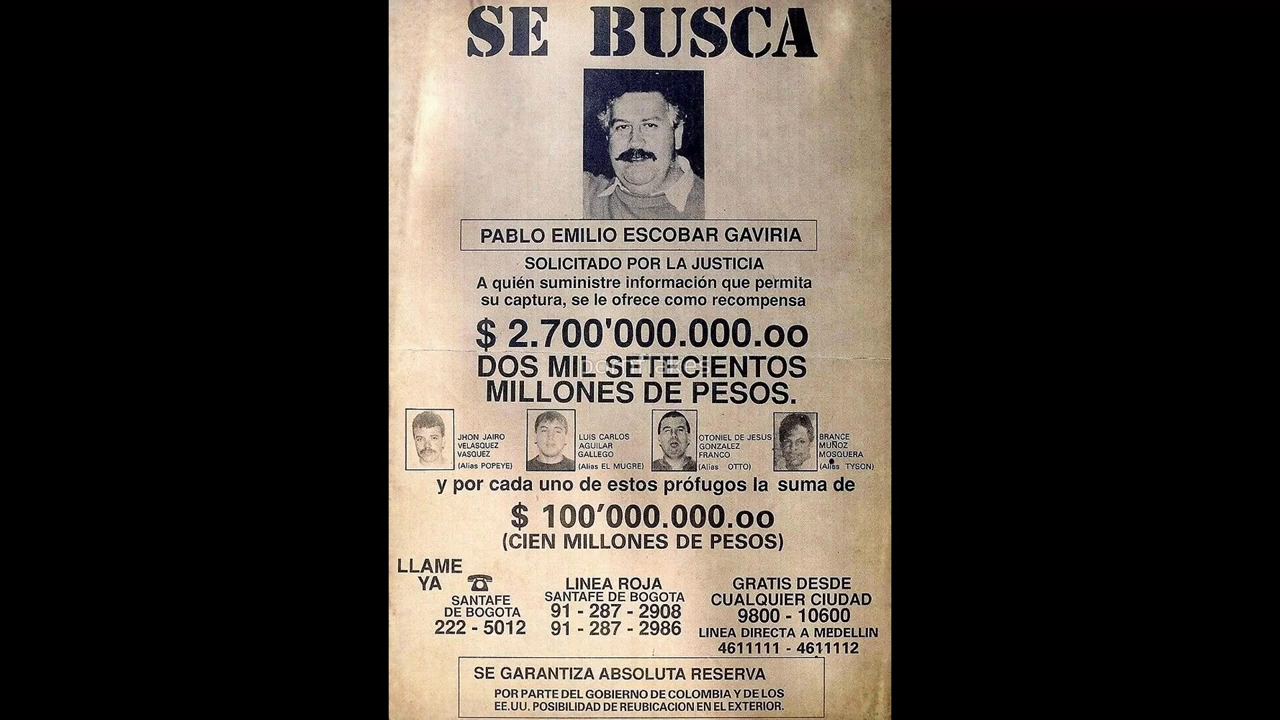 SE BUSCA
PABLO EMILIO ESCOBAR GAVIRIA
SOLICITADO POR LA JUSTICIA
A quién suministre información que permita
su captura, se le ofrece como recompensa
$ 2.700'000.000.oo
DOS MIL SETECIENTOS
MILLONES DE PESOS.
JHON JAIRO
VELASQUEZ
VASQUEZ
(Alias POPEYE)
LUIS CARLOS
AGUILAR
GALLEGO
(Alias EL MUGRE)
OTONIEL DE JESUS
GONZALEZ
FRANCO
(Alias OTTO)
BRANCE
MUÑOZ
MOSQUERA
(Alias TYSON)
y por cada uno de estos prófugos la suma de
$ 100'000.000.oo
(CIEN MILLONES DE PESOS)
LLAME
YA
SANTAFE
DE BOGOTA
222 - 5012
LINEA ROJA
SANTAFE DE BOGOTA
91 - 287 - 2908
91 - 287 - 2986
GRATIS DESDE
CUALQUIER CIUDAD
9800 - 10600
LINEA DIRECTA A MEDELLIN
4611111 - 4611112
SE GARANTIZA ABSOLUTA RESERVA
POR PARTE DEL GOBIERNO DE COLOMBIA Y DE LOS
EE.UU. POSIBILIDAD DE REUBICACION EN EL EXTERIOR.